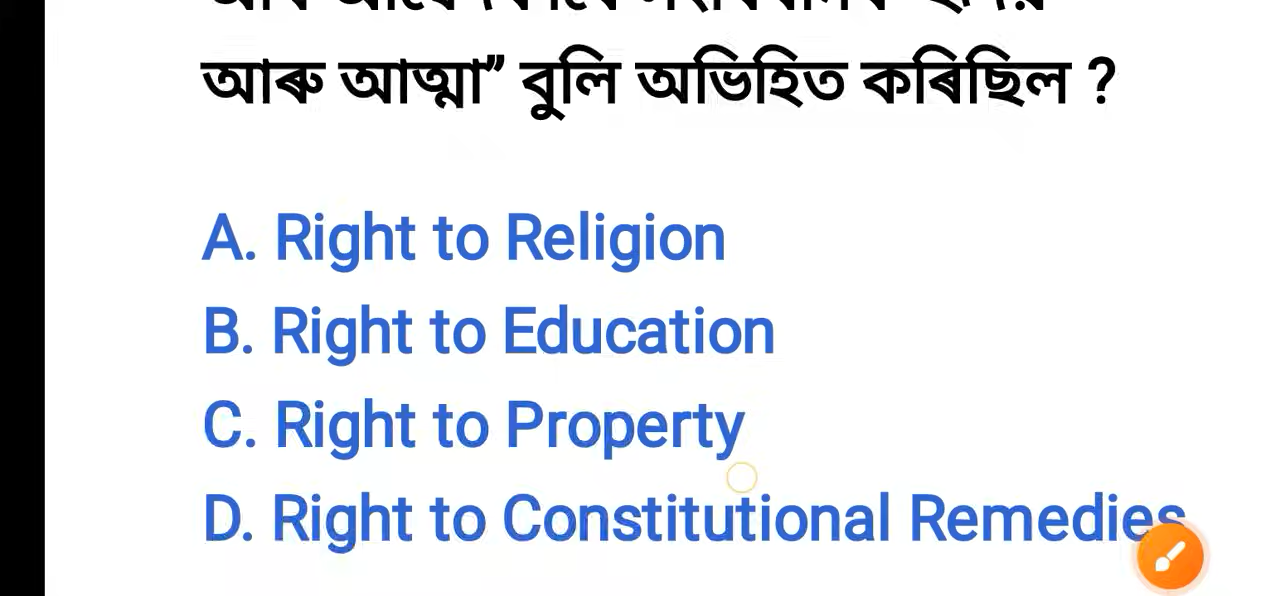 আৰু আত্মা” বুলি অভিহিত কৰিছিল ?
A. Right to Religion
B. Right to Education
C. Right to Property
D. Right to Constitutional Remedies